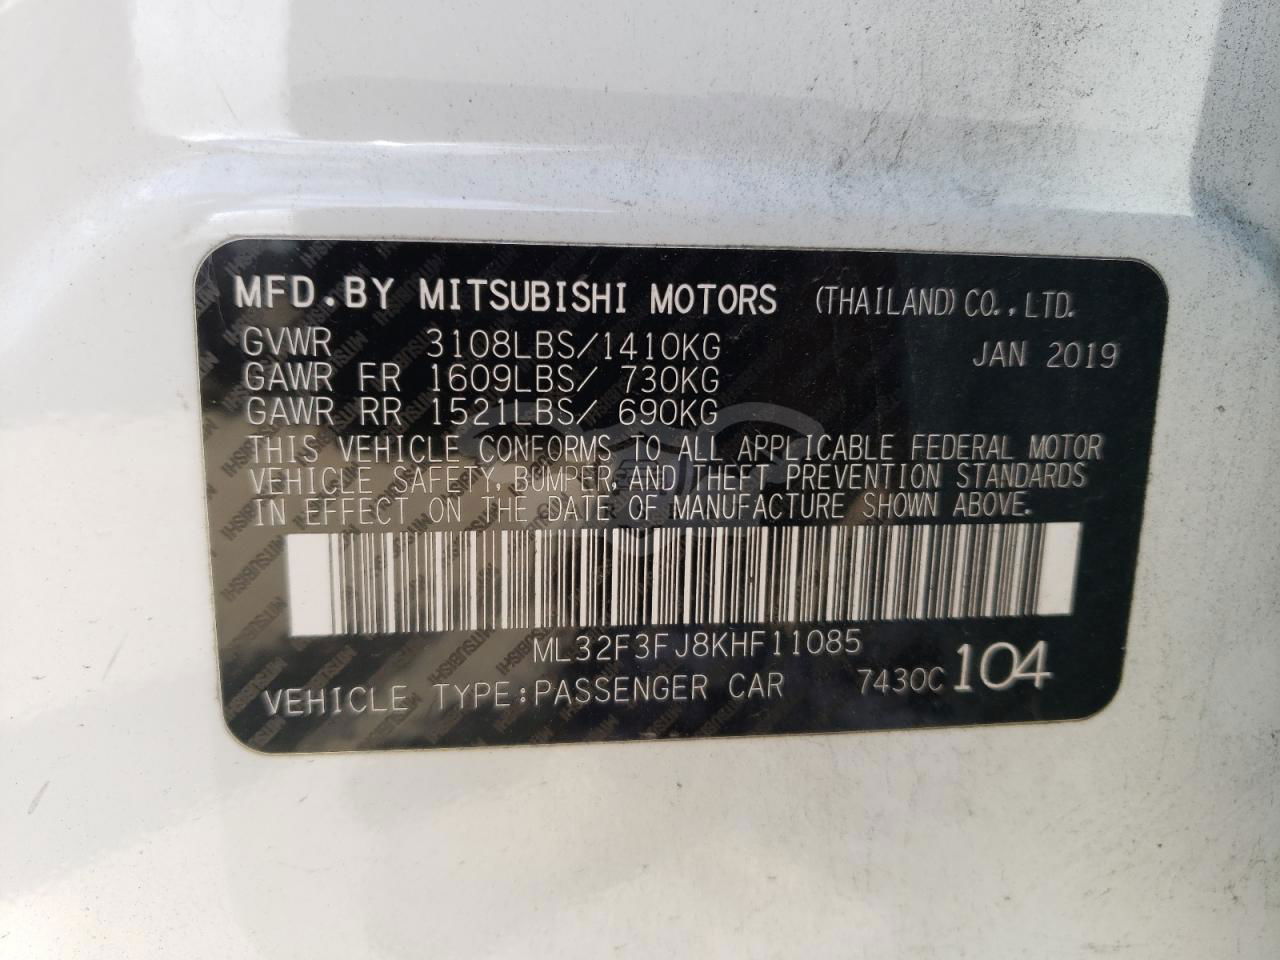 MFD.BY MITSUBISHI MOTORS (THAILAND) CO.,LTD.
GVWR 3108LBS/1410KG JAN 2019
GAWR FR 1609LBS/ 730KG
GAWR RR 1521LBS/ 690KG
THIS VEHICLE CONFORMS TO ALL APPLICABLE FEDERAL MOTOR
VEHICLE SAFETY, BUMPER, AND THEFT PREVENTION STANDARDS
IN EFFECT ON THE DATE OF MANUFACTURE SHOWN ABOVE.
ML32F3FJ8KHF11085
VEHICLE TYPE:PASSENGER CAR 7430C 104